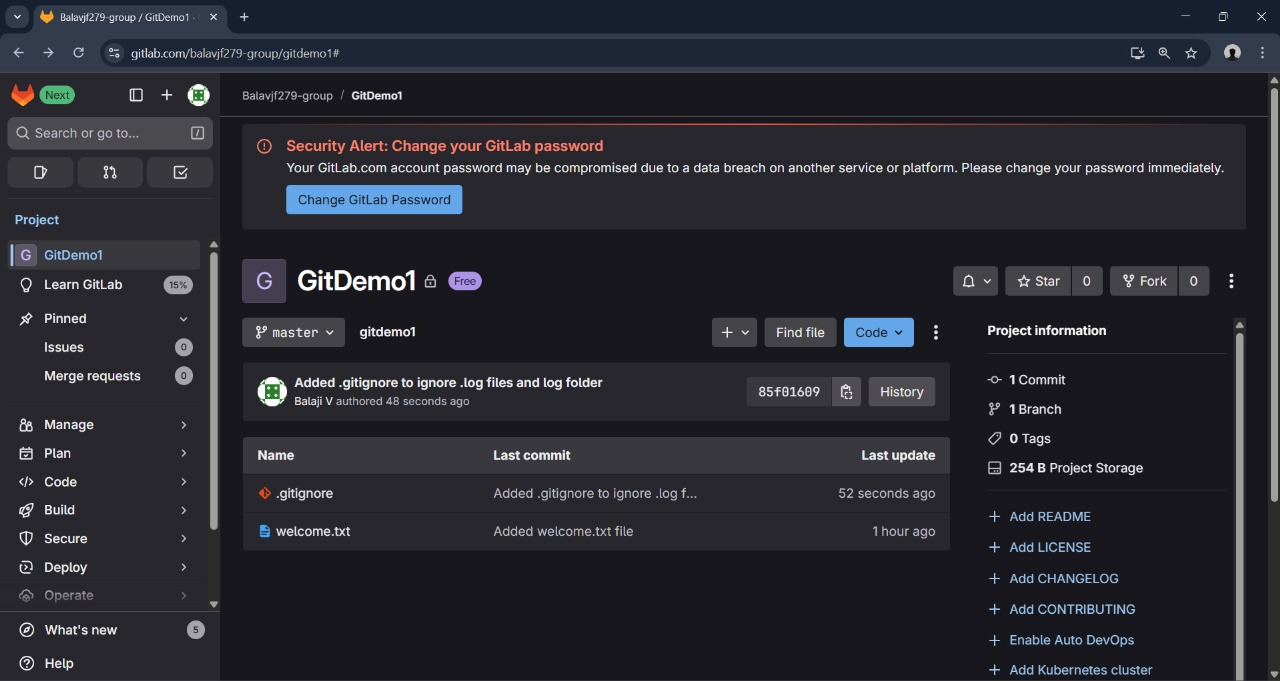 Balavjf279-group / GitDemo1 ·
gitlab.com/balavjf279-group/gitdemo1#
Next
Search or go to...
/
Project
G GitDemo1
Learn GitLab 15%
Pinned
Issues 0
Merge requests 0
Manage
Plan
Code
Build
Secure
Deploy
Operate
What's new 5
Help
Balavjf279-group / GitDemo1
Security Alert: Change your GitLab password
Your GitLab.com account password may be compromised due to a data breach on another service or platform. Please change your password immediately.
Change GitLab Password
G GitDemo1 Free
Star 0 Fork 0
master gitdemo1 + Find file Code
Added .gitignore to ignore .log files and log folder
Balaji V authored 48 seconds ago
85f01609 History
Name Last commit Last update
.gitignore Added .gitignore to ignore .log f... 52 seconds ago
welcome.txt Added welcome.txt file 1 hour ago
Project information
1 Commit
1 Branch
0 Tags
254 B Project Storage
+ Add README
+ Add LICENSE
+ Add CHANGELOG
+ Add CONTRIBUTING
+ Enable Auto DevOps
+ Add Kubernetes cluster